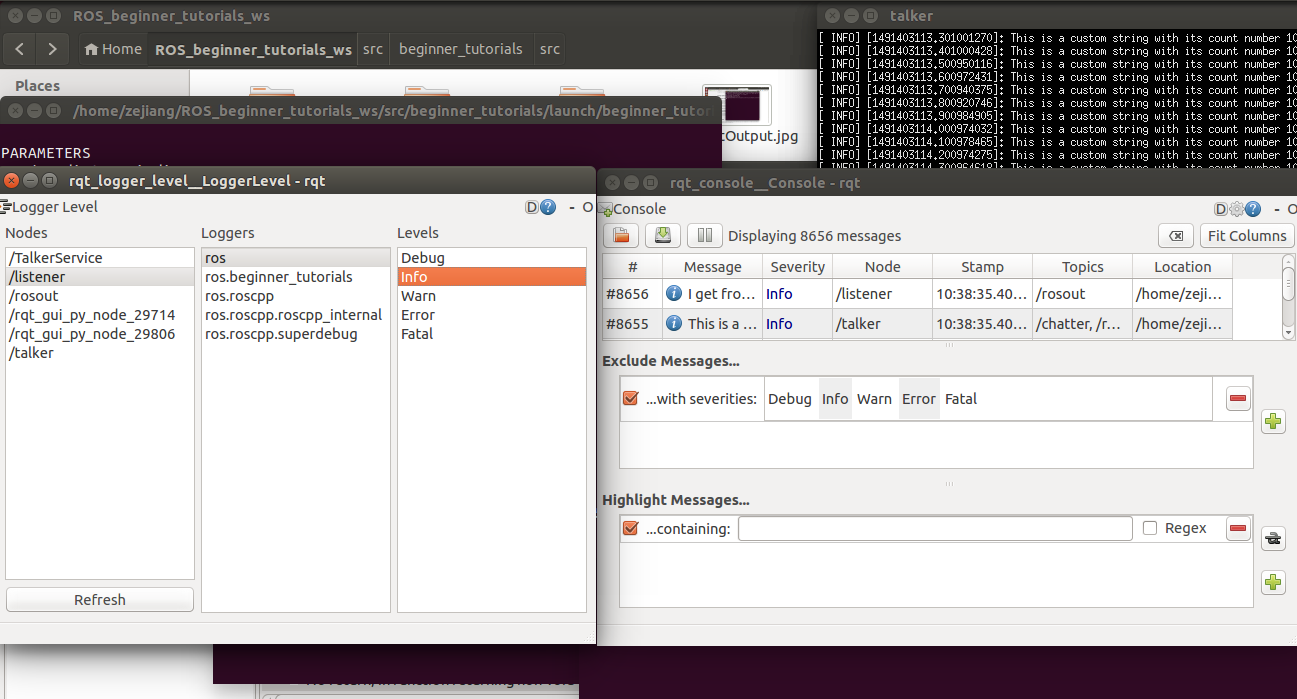 ROS_beginner_tutorials_ws
Home ROS_beginner_tutorials_ws src beginner_tutorials src
Places
tOutput.jpg
/home/zejiang/ROS_beginner_tutorials_ws/src/beginner_tutorials/launch/beginner_tutor
PARAMETERS
talker
[ INFO] [1491403113.301001270]: This is a custom string with its count number 10
[ INFO] [1491403113.401000428]: This is a custom string with its count number 10
[ INFO] [1491403113.500950116]: This is a custom string with its count number 10
[ INFO] [1491403113.600972431]: This is a custom string with its count number 10
[ INFO] [1491403113.700940375]: This is a custom string with its count number 10
[ INFO] [1491403113.800920746]: This is a custom string with its count number 10
[ INFO] [1491403113.900984905]: This is a custom string with its count number 10
[ INFO] [1491403114.000974032]: This is a custom string with its count number 10
[ INFO] [1491403114.100978465]: This is a custom string with its count number 10
[ INFO] [1491403114.200974275]: This is a custom string with its count number 10
rqt_logger_level__LoggerLevel - rqt
Logger Level D ? - O
Nodes Loggers Levels
/TalkerService ros Debug
/listener ros.beginner_tutorials Info
/rosout ros.roscpp Warn
/rqt_gui_py_node_29714 ros.roscpp.roscpp_internal Error
/rqt_gui_py_node_29806 ros.roscpp.superdebug Fatal
/talker
Refresh
rqt_console__Console - rqt
Console D ? - O
Displaying 8656 messages Fit Columns
# Message Severity Node Stamp Topics Location
#8656 I get fro... Info /listener 10:38:35.40... /rosout /home/zeji...
#8655 This is a ... Info /talker 10:38:35.40... /chatter, /r... /home/zeji...
Exclude Messages...
...with severities: Debug Info Warn Error Fatal
Highlight Messages...
...containing: Regex